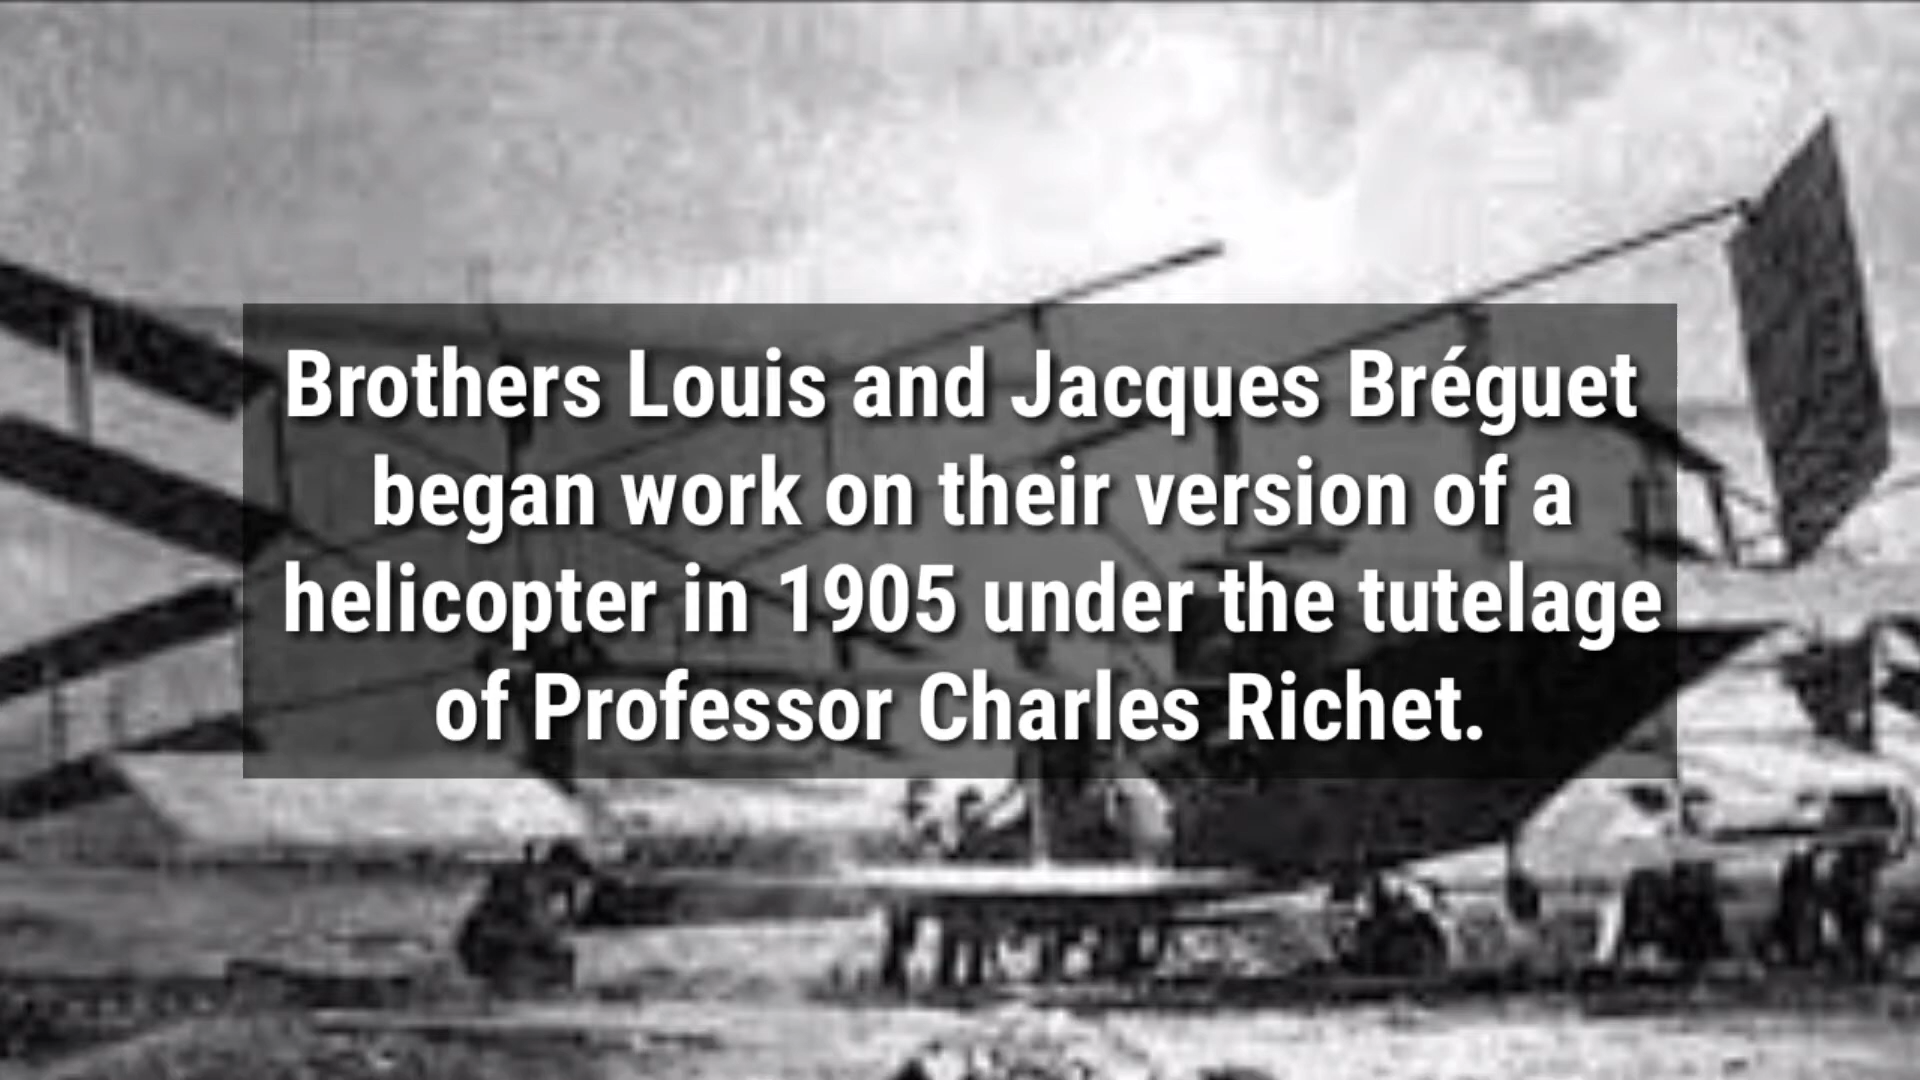 Brothers Louis and Jacques Bréguet
began work on their version of a
helicopter in 1905 under the tutelage
of Professor Charles Richet.